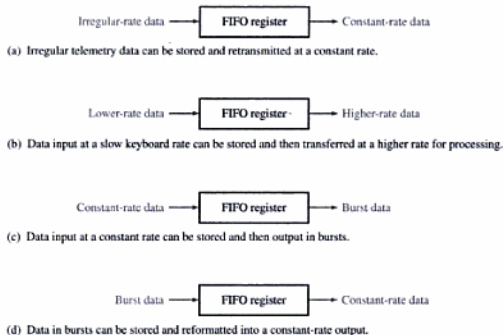 Irregular-rate data FIFO register Constant-rate data
(a) Irregular telemetry data can be stored and retransmitted at a constant rate.
Lower-rate data FIFO register Higher-rate data
(b) Data input at a slow keyboard rate can be stored and then transferred at a higher rate for processing.
Constant-rate data FIFO register Burst data
(c) Data input at a constant rate can be stored and then output in bursts.
Burst data FIFO register Constant-rate data
(d) Data in bursts can be stored and reformatted into a constant-rate output.